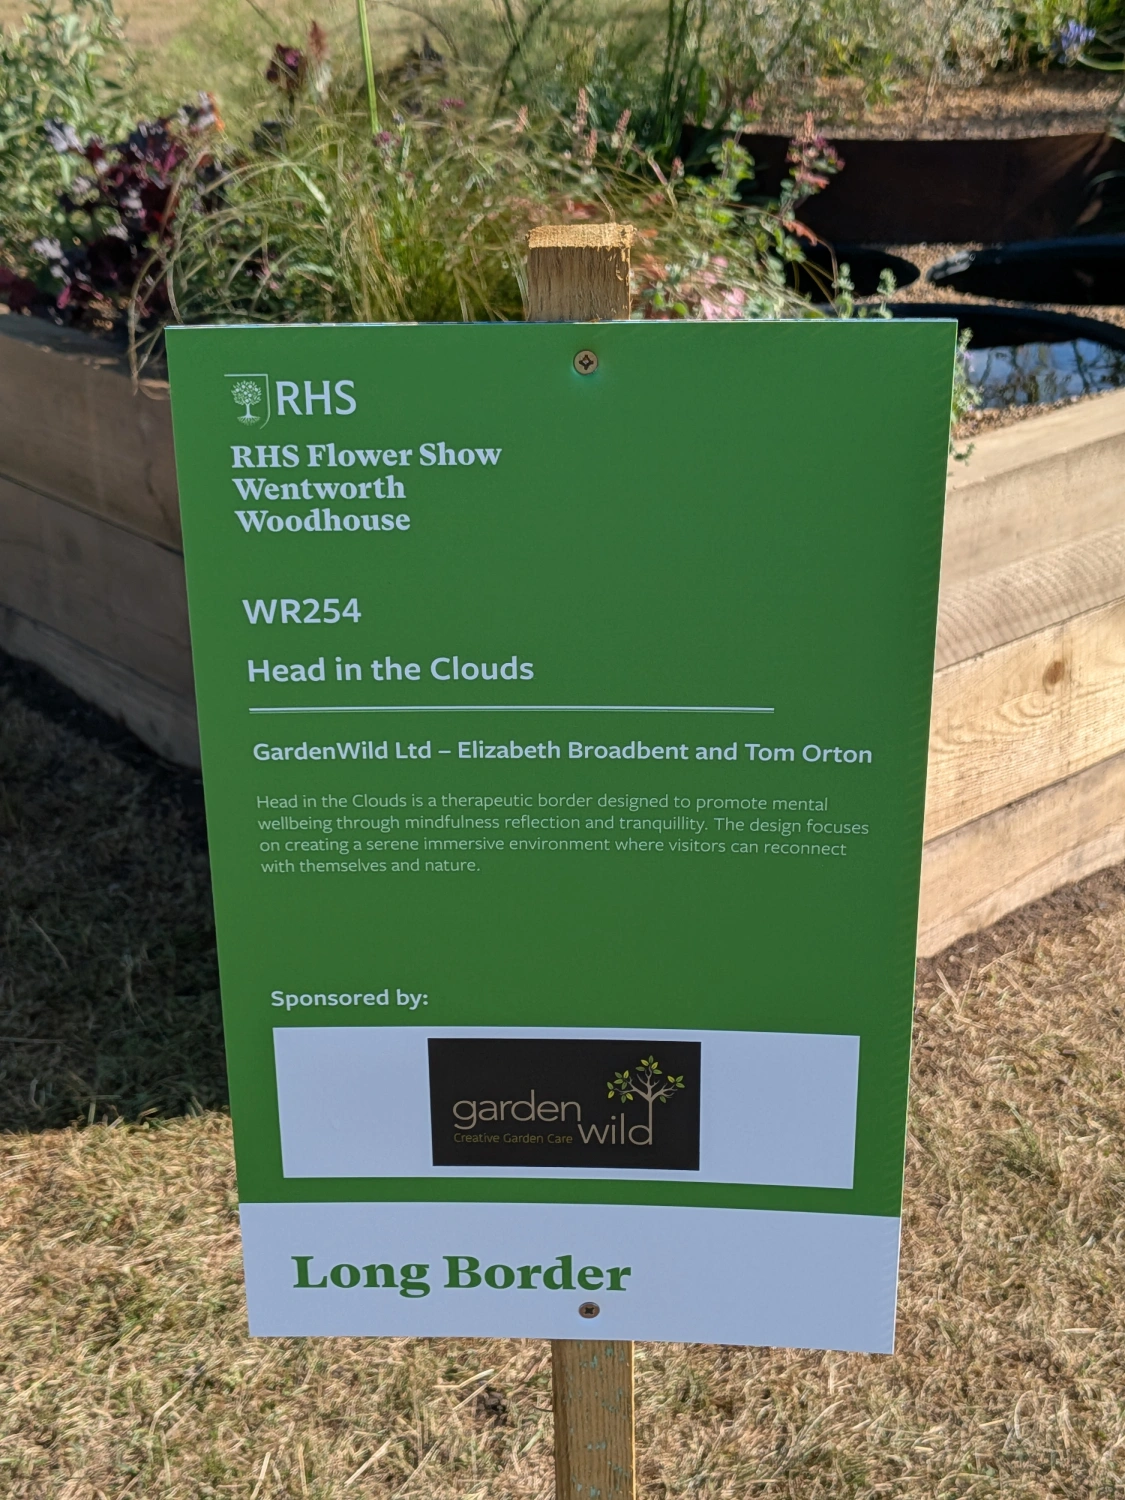 RHS
RHS Flower Show
Wentworth
Woodhouse
WR254
Head in the Clouds
GardenWild Ltd – Elizabeth Broadbent and Tom Orton
Head in the Clouds is a therapeutic border designed to promote mental
wellbeing through mindfulness reflection and tranquillity. The design focuses
on creating a serene immersive environment where visitors can reconnect
with themselves and nature.
Sponsored by:
garden
wild
Creative Garden Care
Long Border